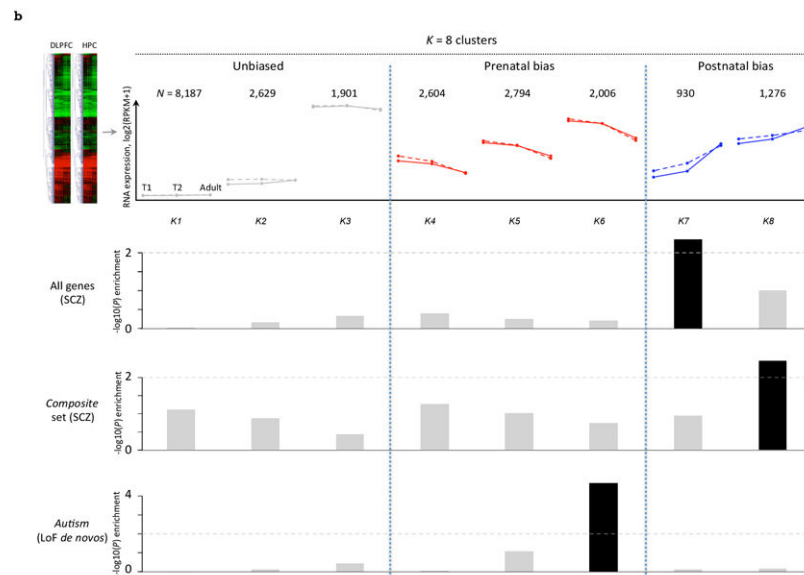 b
K = 8 clusters
DLPFC HPC
Unbiased Prenatal bias Postnatal bias
N = 8,187 2,629 1,901 2,604 2,794 2,006 930 1,276
RNA expression, log2(RPKM+1)
T1 T2 Adult
K1 K2 K3 K4 K5 K6 K7 K8
All genes
(SCZ)
-log10(P) enrichment
2
0
Composite
set (SCZ)
-log10(P) enrichment
2
0
Autism
(LoF de novos)
-log10(P) enrichment
4
0